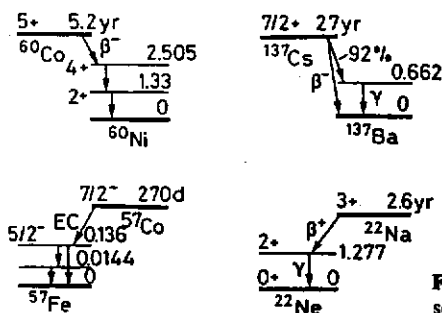 5+ 5.2yr
⁶⁰Co β⁻
4+ 2.505
2+ 1.33
0
⁶⁰Ni
7/2+ 27yr
¹³⁷Cs 92%
0.662
β⁻ γ
0
¹³⁷Ba
7/2⁻ 270d
EC ⁵⁷Co
5/2⁻ 0.136
0.0144
0
⁵⁷Fe
3+ 2.6yr
β⁺ ²²Na
2+ 1.277
γ
0+ 0
²²Ne